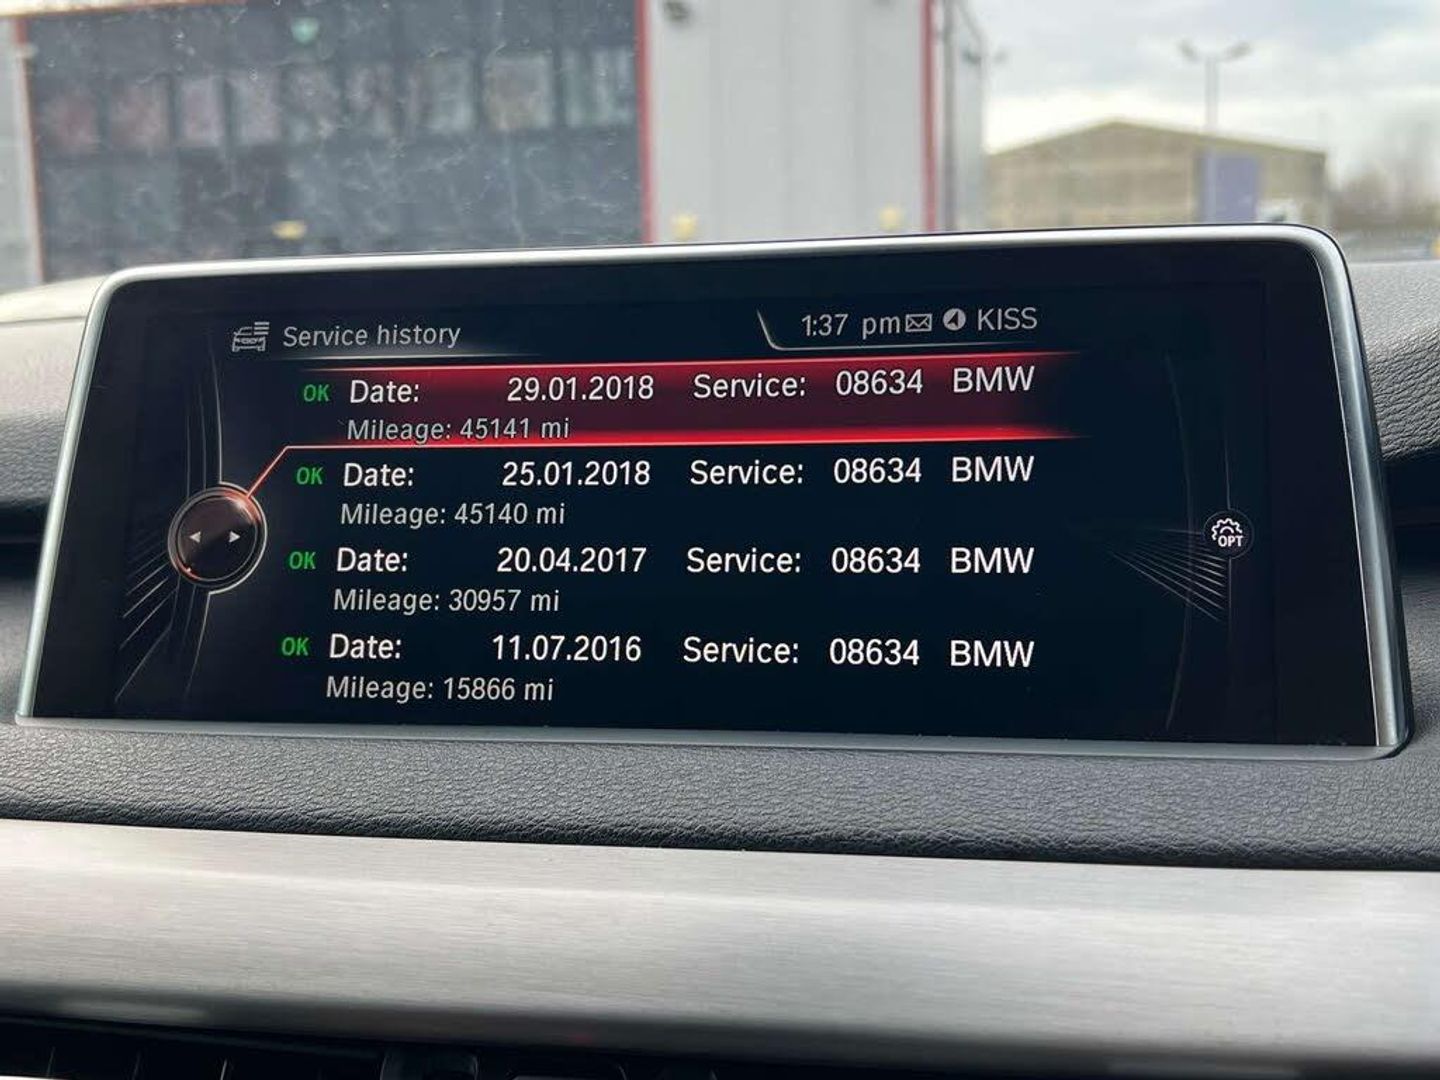 Service history 1:37 pm KISS
OK Date: 29.01.2018 Service: 08634 BMW
Mileage: 45141 mi
OK Date: 25.01.2018 Service: 08634 BMW
Mileage: 45140 mi
OK Date: 20.04.2017 Service: 08634 BMW
Mileage: 30957 mi
OK Date: 11.07.2016 Service: 08634 BMW
Mileage: 15866 mi
OPT